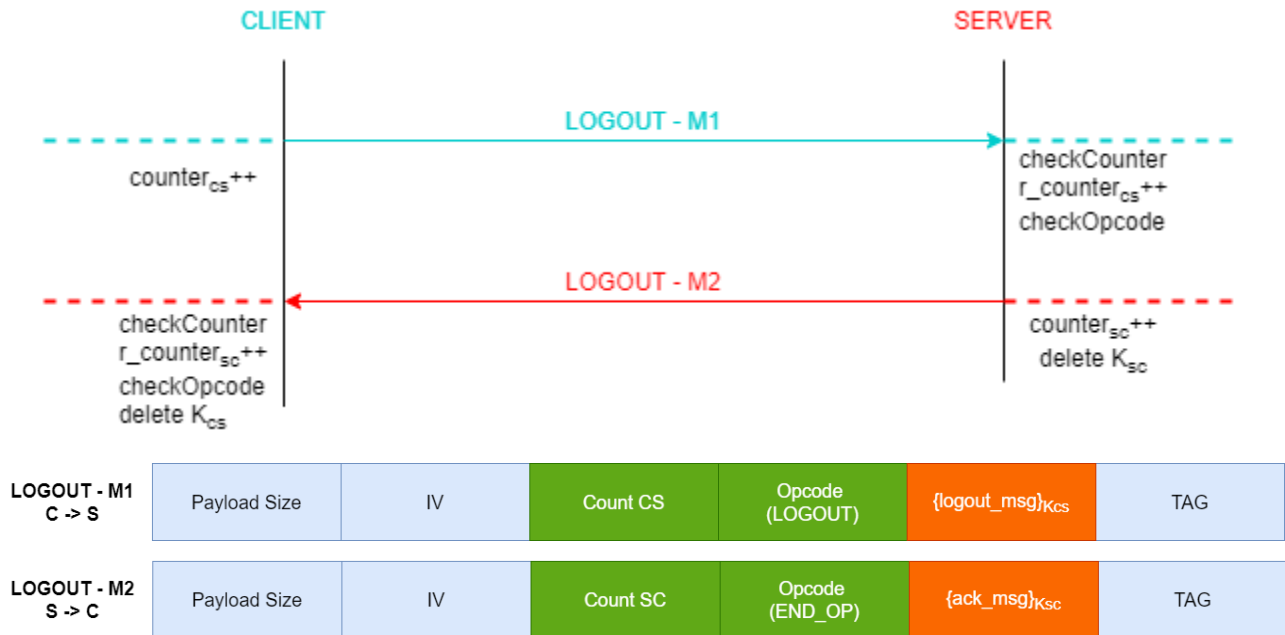 CLIENT
SERVER
LOGOUT - M1
counter_cs++
checkCounter
r_counter_cs++
checkOpcode
LOGOUT - M2
checkCounter
r_counter_sc++
checkOpcode
delete K_cs
counter_sc++
delete K_sc
LOGOUT - M1
C -> S
Payload Size
IV
Count CS
Opcode
(LOGOUT)
{logout_msg}_Kcs
TAG
LOGOUT - M2
S -> C
Payload Size
IV
Count SC
Opcode
(END_OP)
{ack_msg}_Ksc
TAG